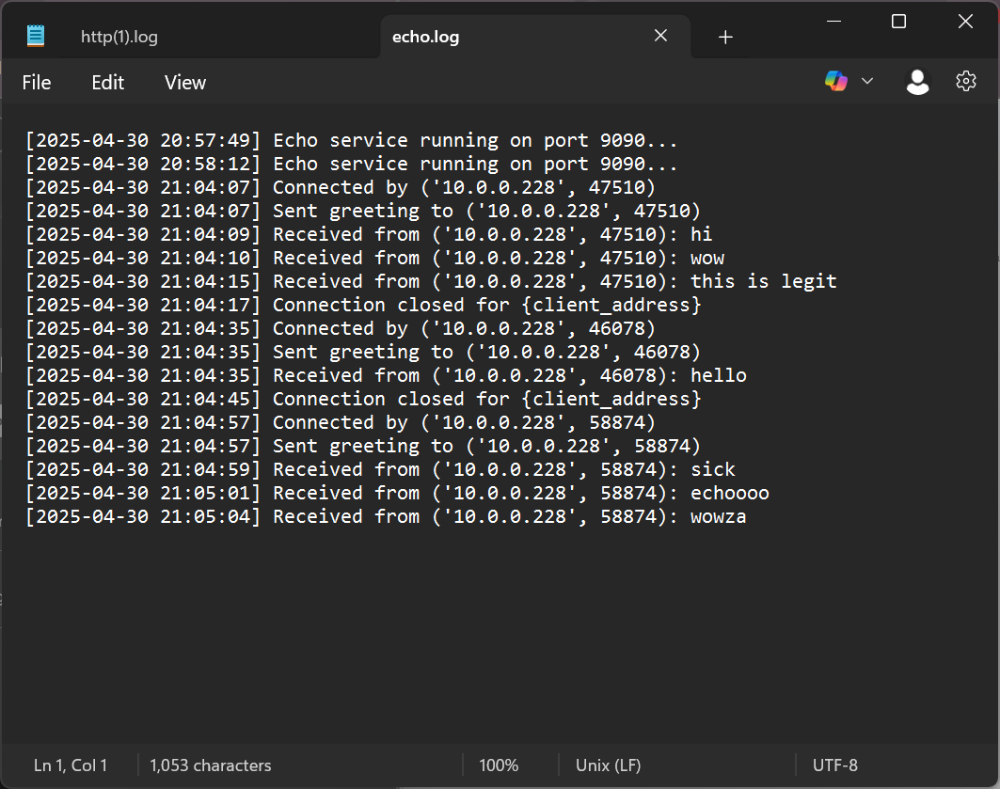 http(1).log
echo.log
File Edit View
[2025-04-30 20:57:49] Echo service running on port 9090...
[2025-04-30 20:58:12] Echo service running on port 9090...
[2025-04-30 21:04:07] Connected by ('10.0.0.228', 47510)
[2025-04-30 21:04:07] Sent greeting to ('10.0.0.228', 47510)
[2025-04-30 21:04:09] Received from ('10.0.0.228', 47510): hi
[2025-04-30 21:04:10] Received from ('10.0.0.228', 47510): wow
[2025-04-30 21:04:15] Received from ('10.0.0.228', 47510): this is legit
[2025-04-30 21:04:17] Connection closed for {client_address}
[2025-04-30 21:04:35] Connected by ('10.0.0.228', 46078)
[2025-04-30 21:04:35] Sent greeting to ('10.0.0.228', 46078)
[2025-04-30 21:04:35] Received from ('10.0.0.228', 46078): hello
[2025-04-30 21:04:45] Connection closed for {client_address}
[2025-04-30 21:04:57] Connected by ('10.0.0.228', 58874)
[2025-04-30 21:04:57] Sent greeting to ('10.0.0.228', 58874)
[2025-04-30 21:04:59] Received from ('10.0.0.228', 58874): sick
[2025-04-30 21:05:01] Received from ('10.0.0.228', 58874): echoooo
[2025-04-30 21:05:04] Received from ('10.0.0.228', 58874): wowza
Ln 1, Col 1 1,053 characters 100% Unix (LF) UTF-8